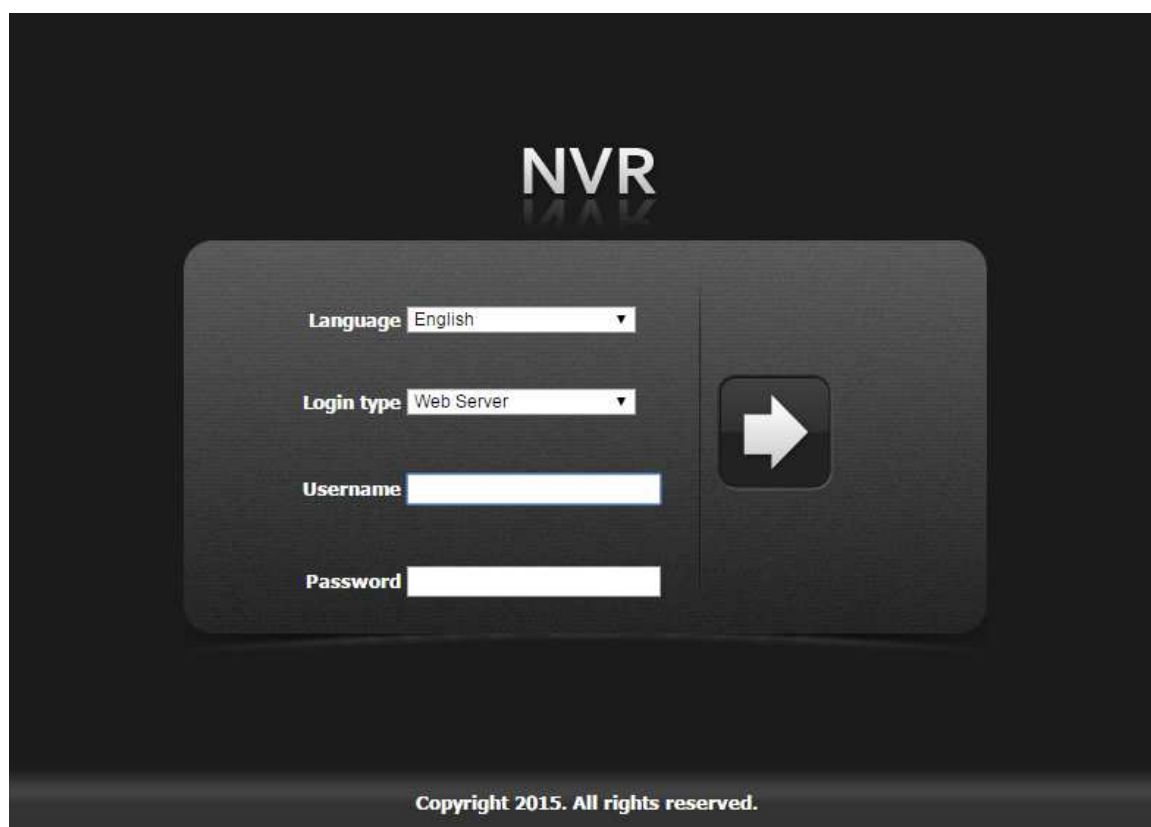 NVR
Language English
Login type Web Server
Username
Password
Copyright 2015. All rights reserved.